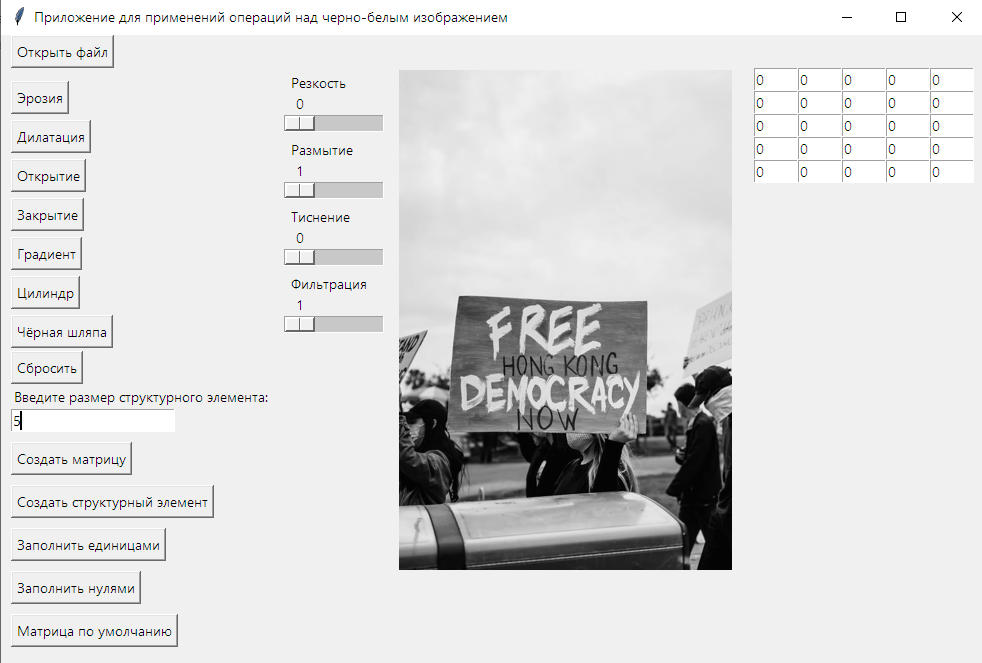 Приложение для применений операций над черно-белым изображением
Открыть файл
Эрозия
Дилатация
Открытие
Закрытие
Градиент
Цилиндр
Чёрная шляпа
Сбросить
Введите размер структурного элемента:
5
Создать матрицу
Создать структурный элемент
Заполнить единицами
Заполнить нулями
Матрица по умолчанию
Резкость
0
Размытие
1
Тиснение
0
Фильтрация
1
FREE
HONG KONG
DEMOCRACY
NOW
0 0 0 0 0
0 0 0 0 0
0 0 0 0 0
0 0 0 0 0
0 0 0 0 0